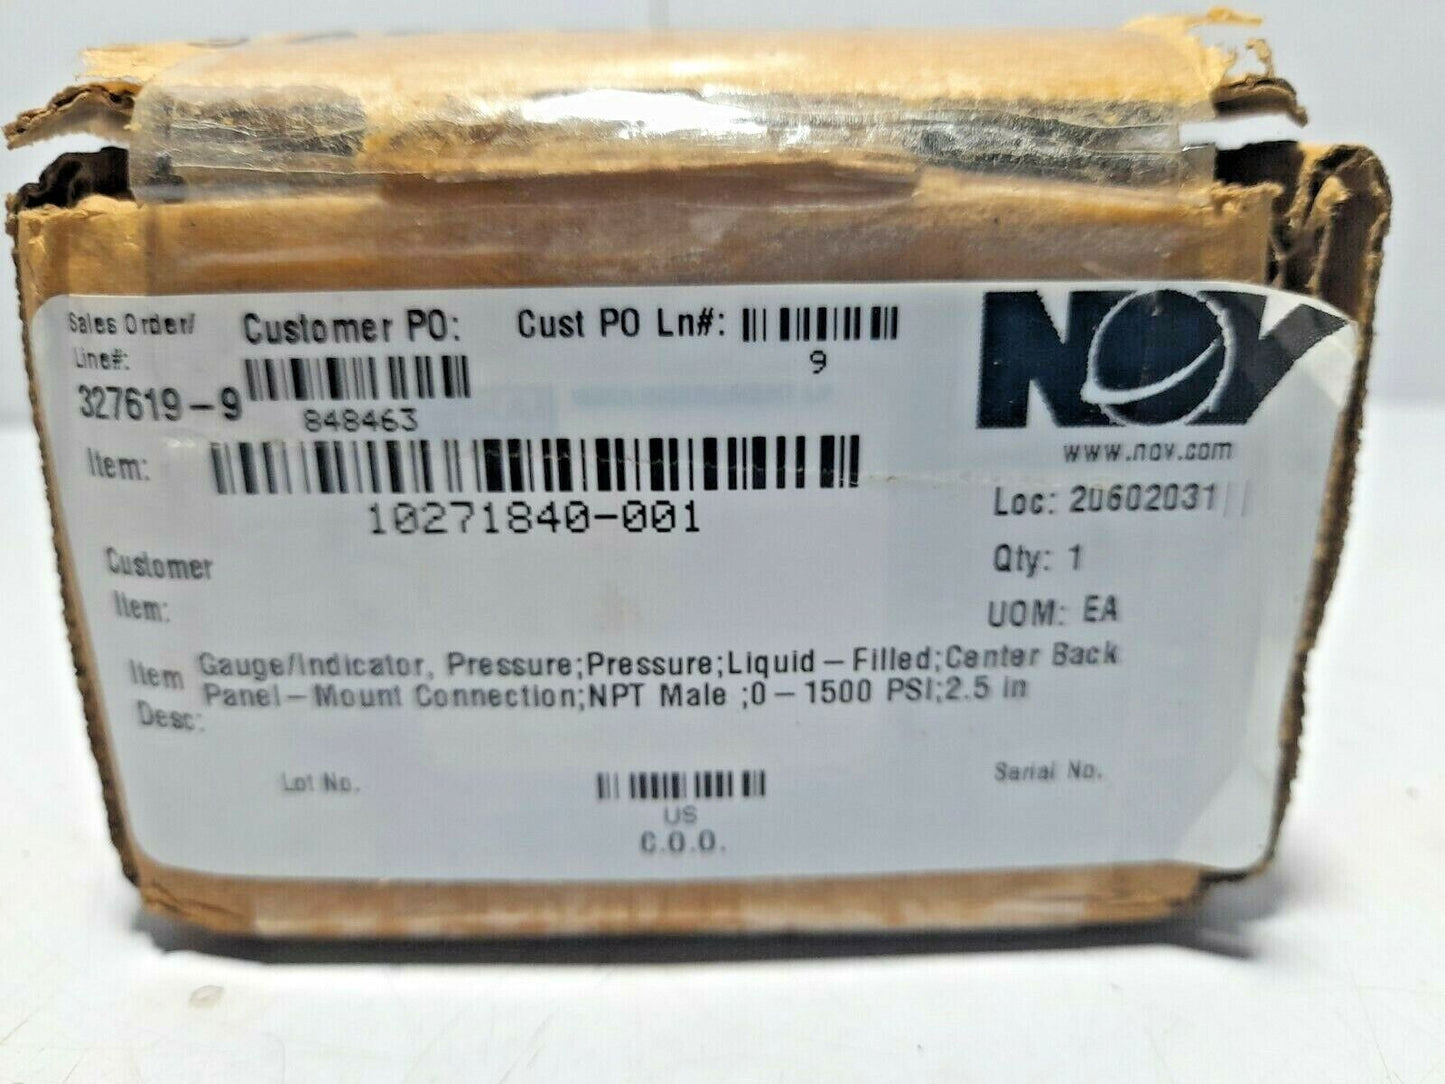 Sales Order/ Customer PO: Cust PO Ln#:
Line#:
9
327619-9
848463
NOV
www.nov.com
Item:
10271840-001
Loc: 20602031
Customer
Item:
Qty: 1
UOM: EA
Item Gauge/Indicator, Pressure;Pressure;Liquid-Filled;Center Back
Desc: Panel-Mount Connection;NPT Male ;0-1500 PSI;2.5 in
Lot No.
Serial No.
US
C.O.O.